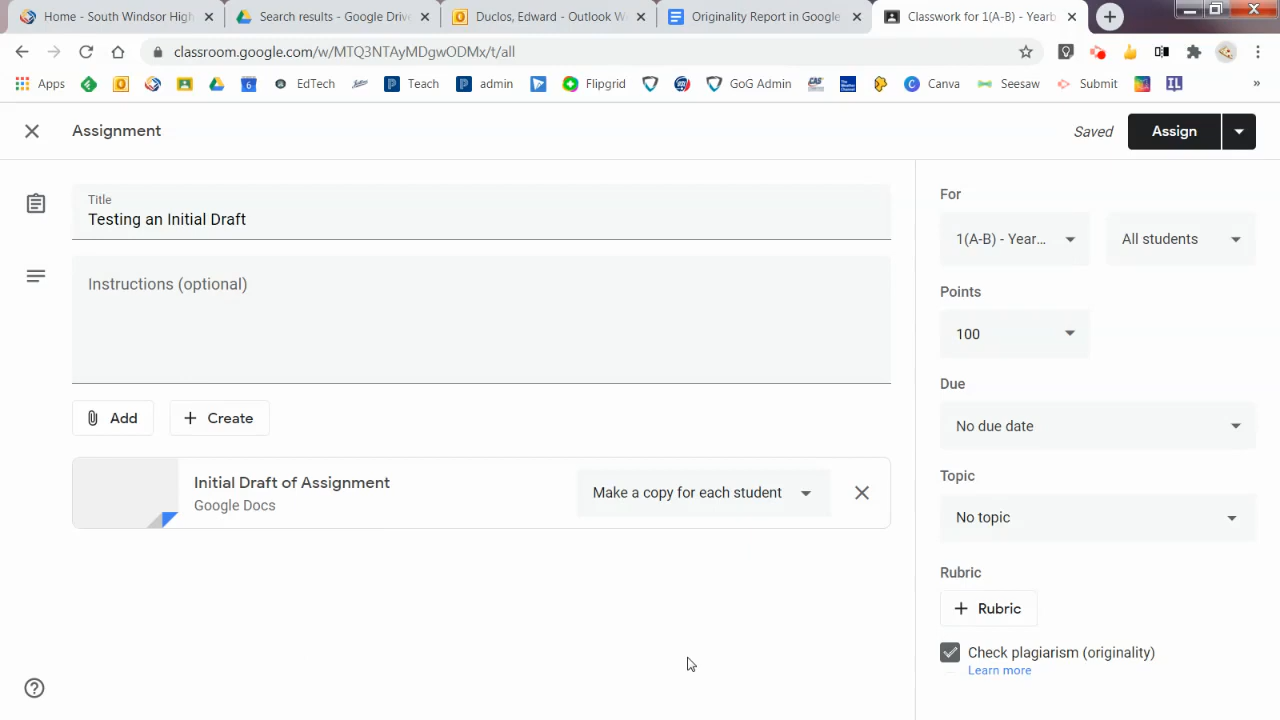 Home - South Windsor High
Search results - Google Drive
Duclos, Edward - Outlook W
Originality Report in Google
Classwork for 1(A-B) - Yearb
classroom.google.com/w/MTQ3NTAyMDgwODMx/t/all
Apps
EdTech
Teach
admin
Flipgrid
GoG Admin
Canva
Seesaw
Submit
Assignment
Saved
Assign
Title
Testing an Initial Draft
Instructions (optional)
Add
Create
Initial Draft of Assignment
Google Docs
Make a copy for each student
For
1(A-B) - Year...
All students
Points
100
Due
No due date
Topic
No topic
Rubric
Rubric
Check plagiarism (originality)
Learn more